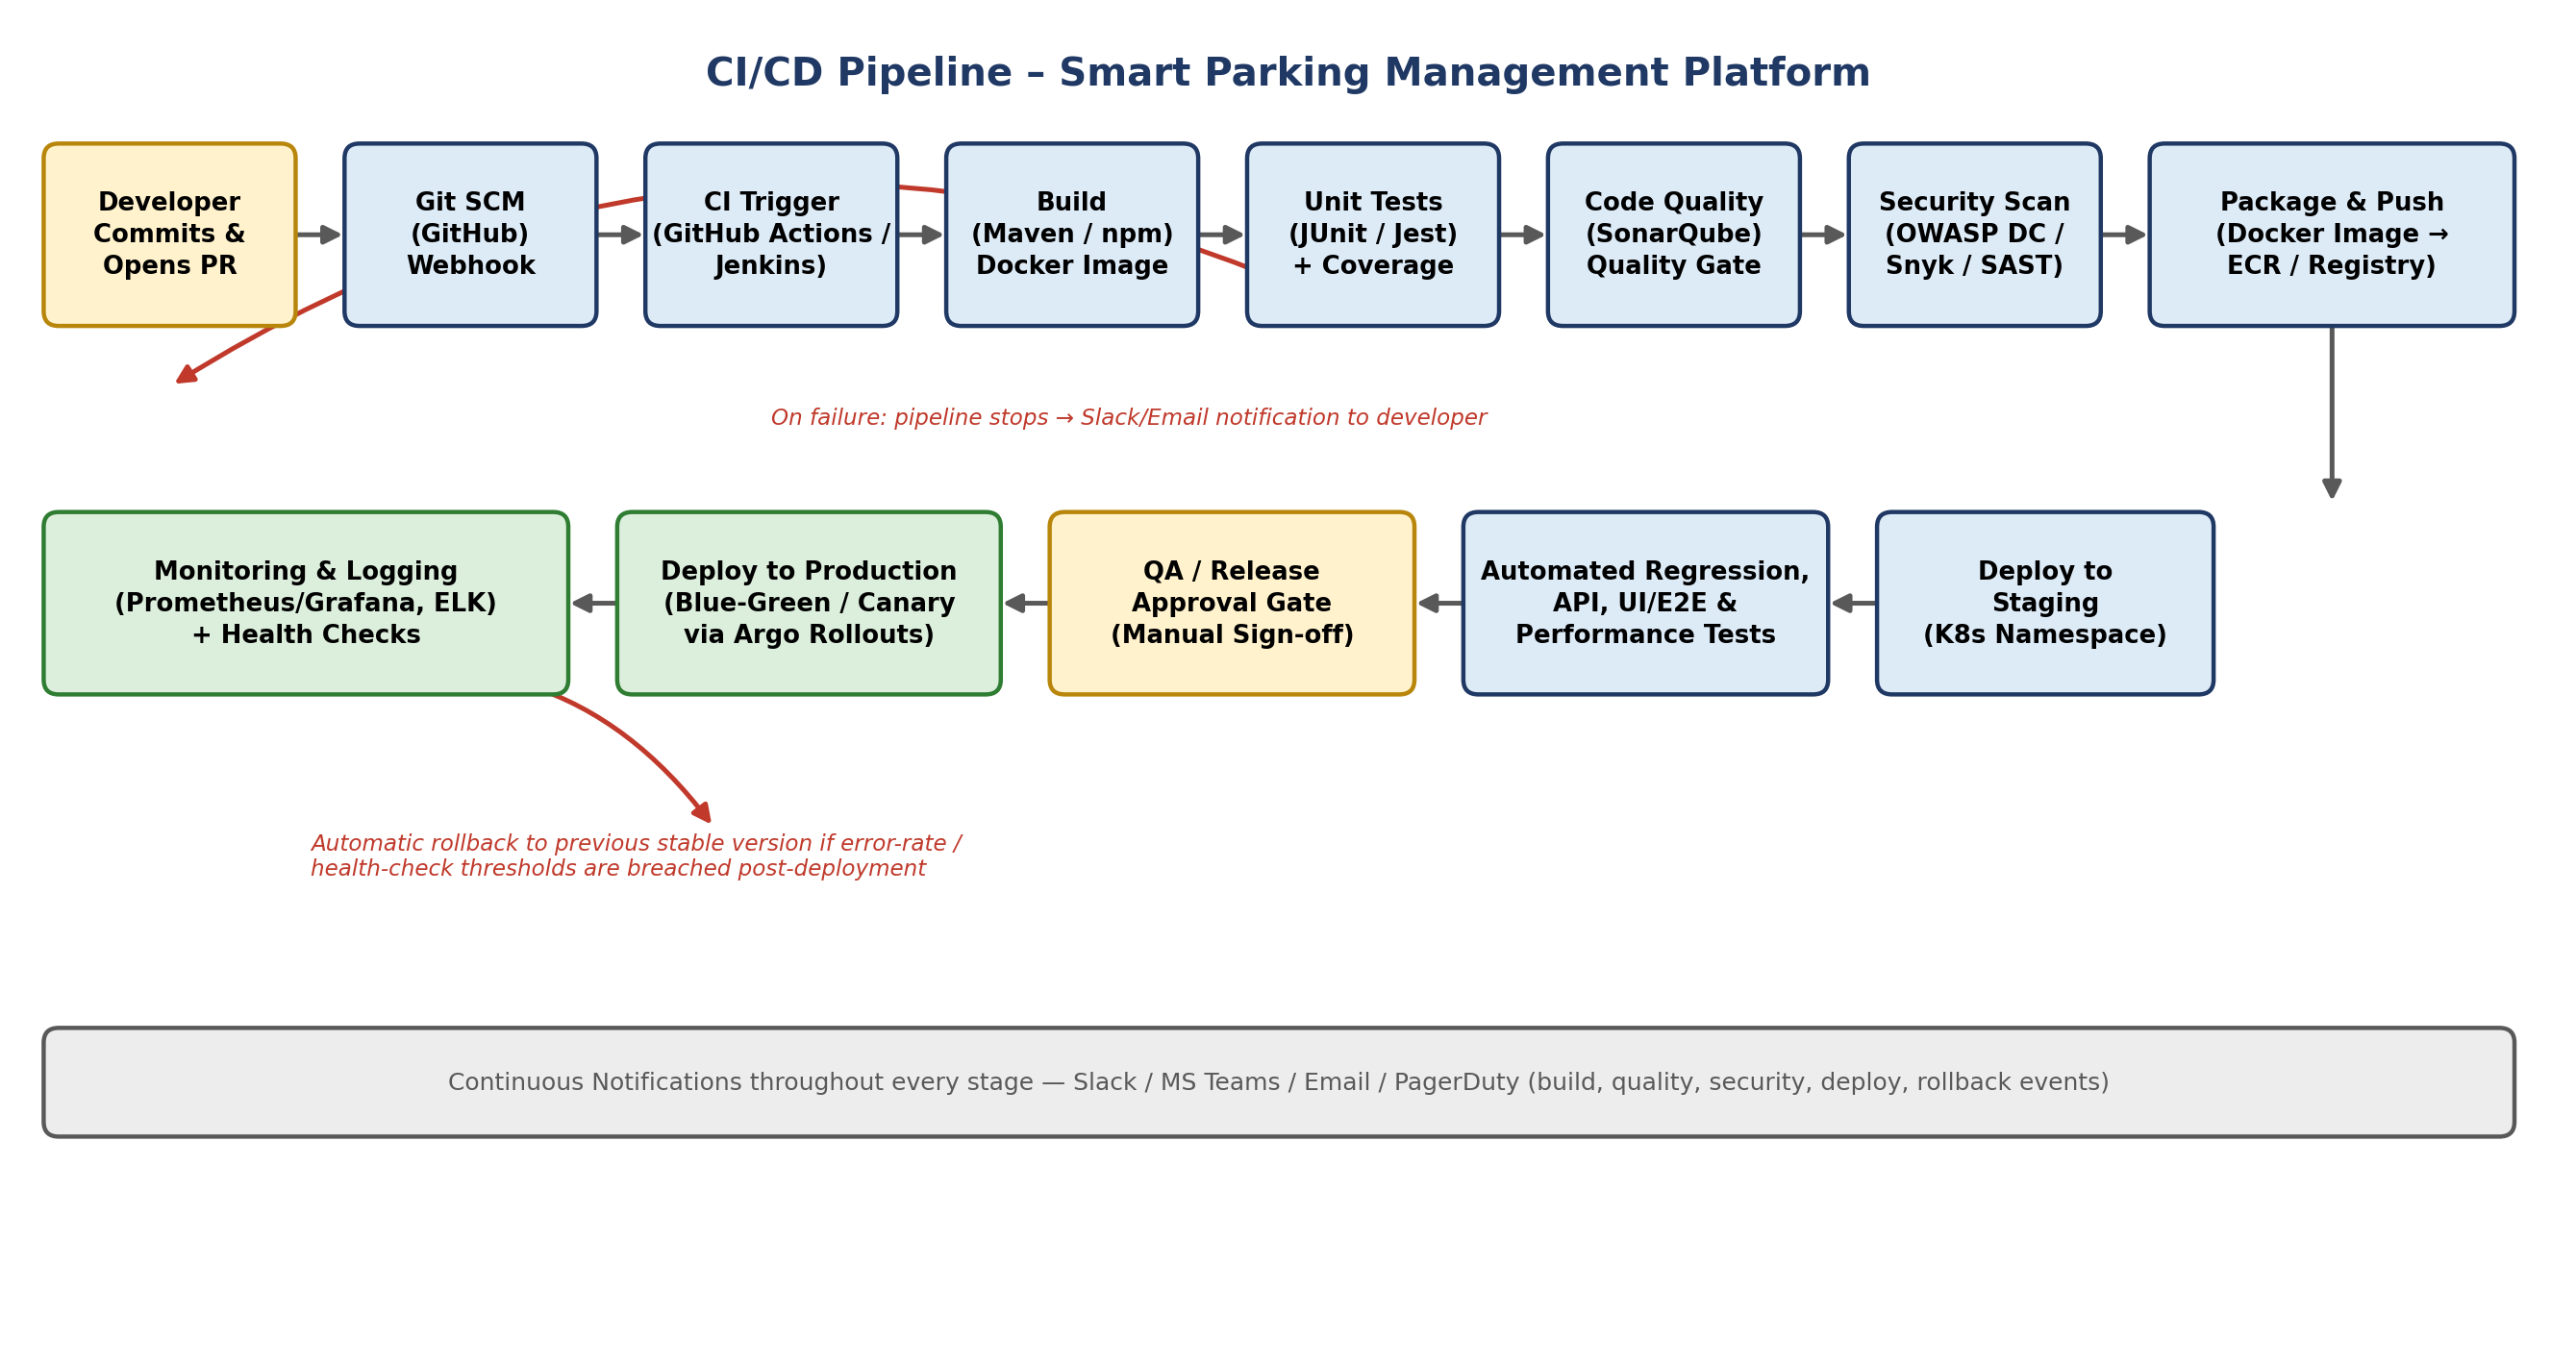 CI/CD Pipeline – Smart Parking Management Platform
Developer
Commits &
Opens PR
Git SCM
(GitHub)
Webhook
CI Trigger
(GitHub Actions /
Jenkins)
Build
(Maven / npm)
Docker Image
Unit Tests
(JUnit / Jest)
+ Coverage
Code Quality
(SonarQube)
Quality Gate
Security Scan
(OWASP DC /
Snyk / SAST)
Package & Push
(Docker Image →
ECR / Registry)
On failure: pipeline stops → Slack/Email notification to developer
Monitoring & Logging
(Prometheus/Grafana, ELK)
+ Health Checks
Deploy to Production
(Blue-Green / Canary
via Argo Rollouts)
QA / Release
Approval Gate
(Manual Sign-off)
Automated Regression,
API, UI/E2E &
Performance Tests
Deploy to
Staging
(K8s Namespace)
Automatic rollback to previous stable version if error-rate /
health-check thresholds are breached post-deployment
Continuous Notifications throughout every stage — Slack / MS Teams / Email / PagerDuty (build, quality, security, deploy, rollback events)